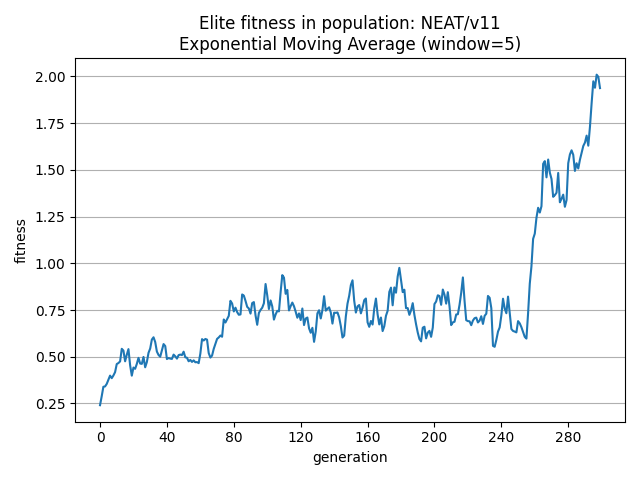 Elite fitness in population: NEAT/v11
Exponential Moving Average (window=5)
2.00
1.75
1.50
1.25
1.00
0.75
0.50
0.25
fitness
0 40 80 120 160 200 240 280
generation